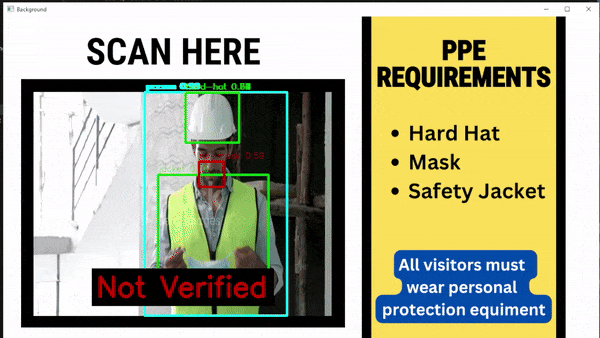 Background
SCAN HERE
Not Verified
PPE
REQUIREMENTS
Hard Hat
Mask
Safety Jacket
All visitors must
wear personal
protection equiment